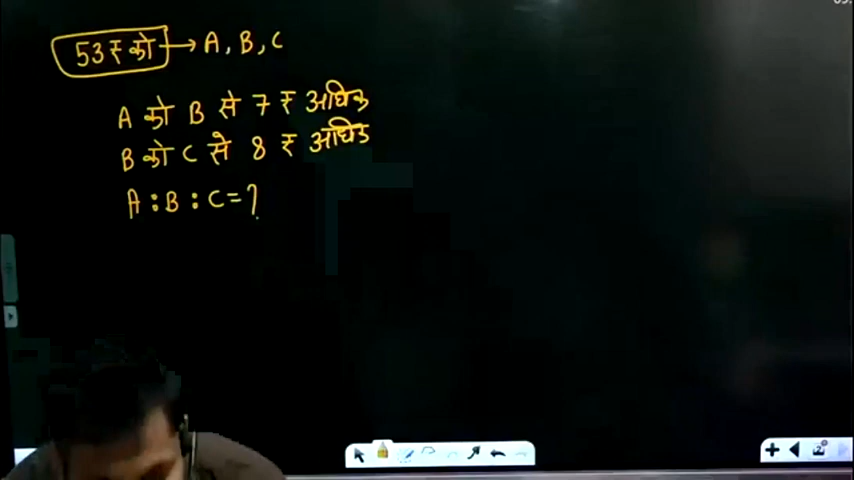 53₹ को → A, B, C
A को B से 7 ₹ अधिक
B को C से 8 ₹ अधिक
A : B : C = ?